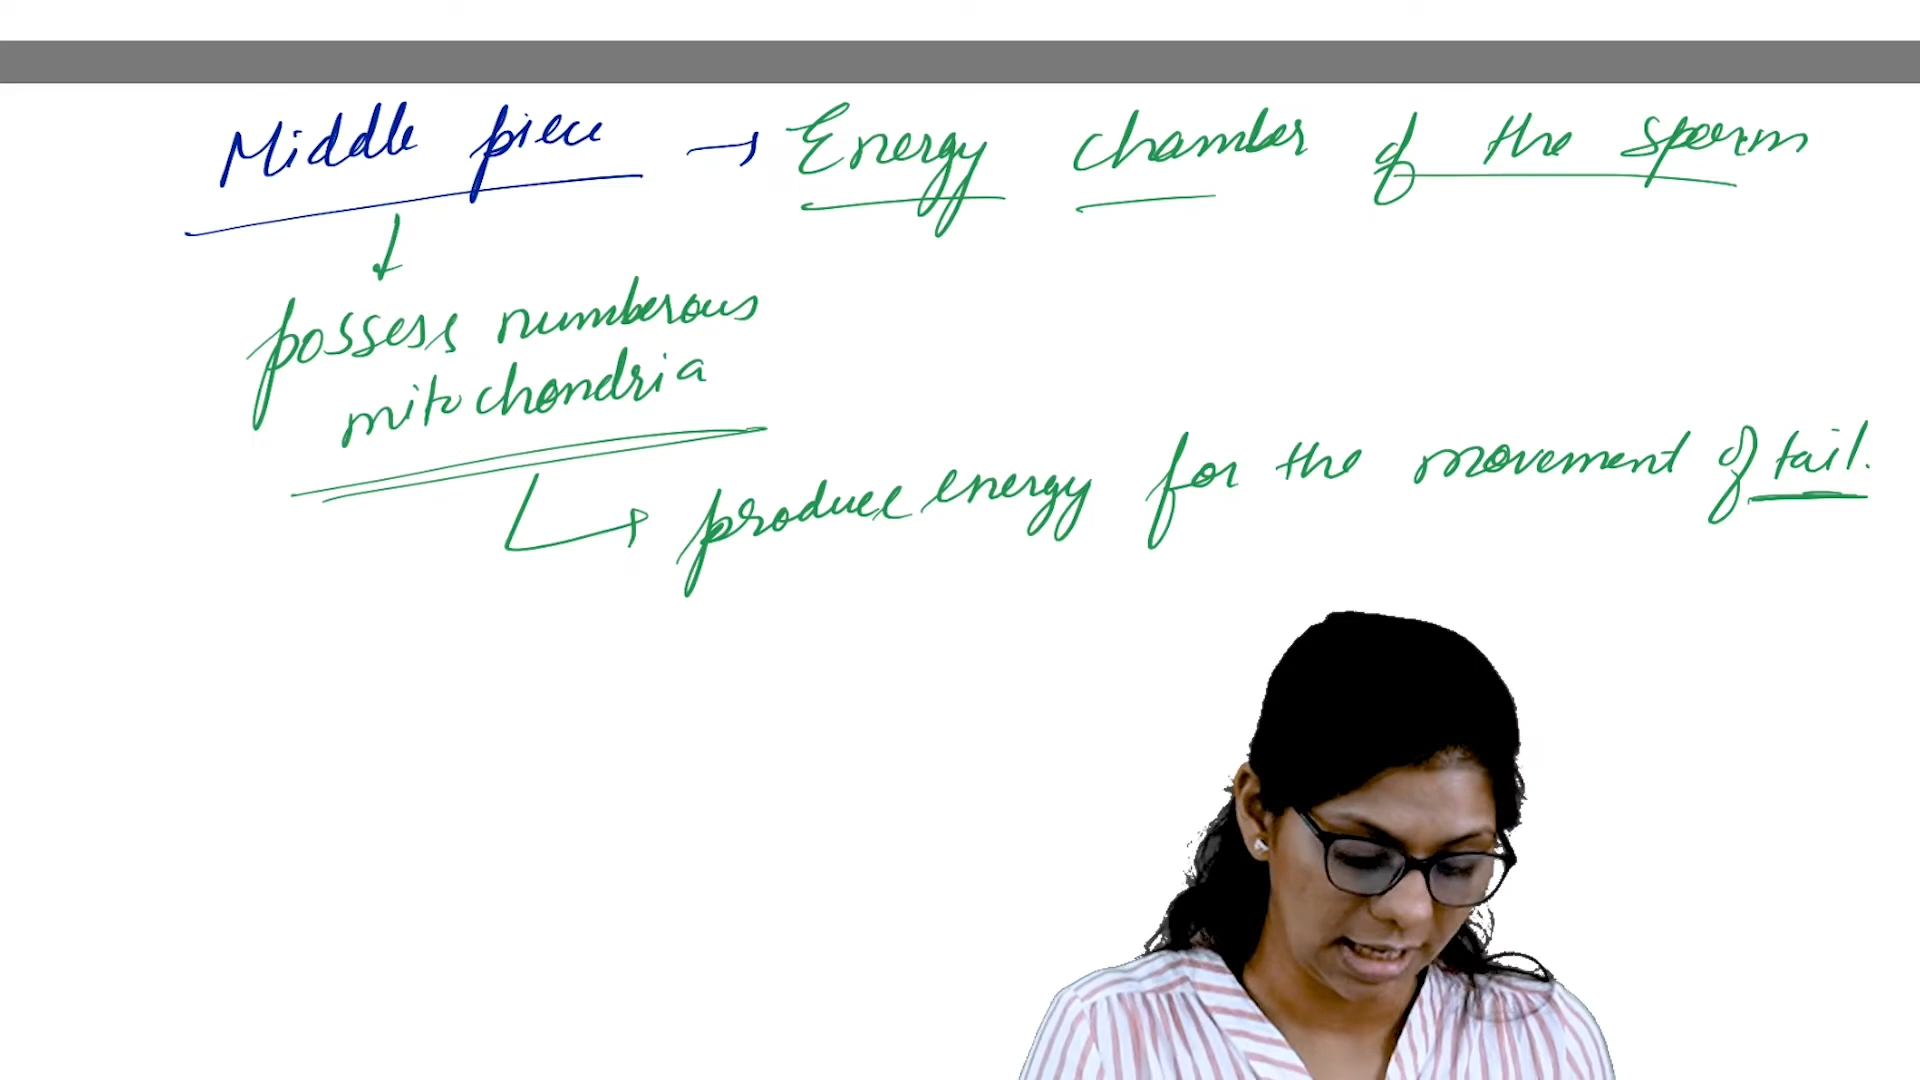 Middle piece → Energy chamber of the sperm
possess numberous
mitochondria
produce energy for the movement of tail.